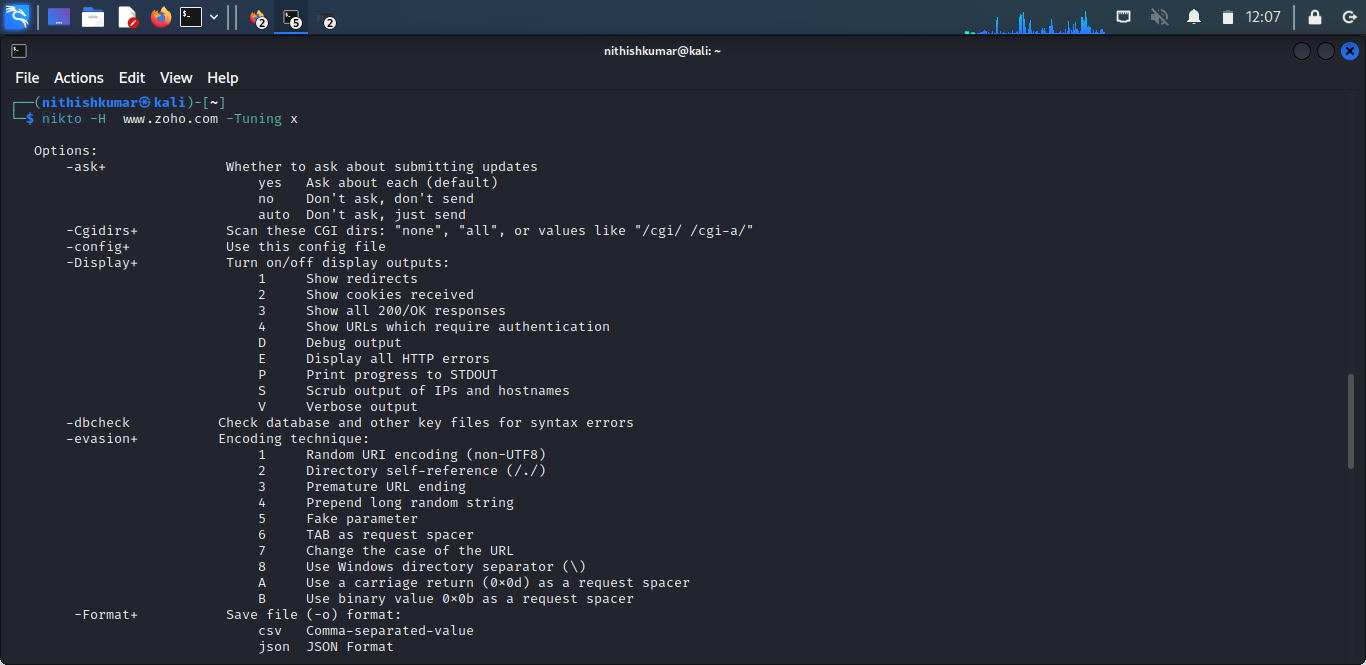 2 5 2 12:07
nithishkumar@kali: ~
File Actions Edit View Help
┌──(nithishkumar㉿kali)-[~]
└─$ nikto -H  www.zoho.com -Tuning x
Options:
-ask+ Whether to ask about submitting updates
yes Ask about each (default)
no Don't ask, don't send
auto Don't ask, just send
-Cgidirs+ Scan these CGI dirs: "none", "all", or values like "/cgi/ /cgi-a/"
-config+ Use this config file
-Display+ Turn on/off display outputs:
1 Show redirects
2 Show cookies received
3 Show all 200/OK responses
4 Show URLs which require authentication
D Debug output
E Display all HTTP errors
P Print progress to STDOUT
S Scrub output of IPs and hostnames
V Verbose output
-dbcheck Check database and other key files for syntax errors
-evasion+ Encoding technique:
1 Random URI encoding (non-UTF8)
2 Directory self-reference (/./)
3 Premature URL ending
4 Prepend long random string
5 Fake parameter
6 TAB as request spacer
7 Change the case of the URL
8 Use Windows directory separator (\)
A Use a carriage return (0×0d) as a request spacer
B Use binary value 0×0b as a request spacer
-Format+ Save file (-o) format:
csv Comma-separated-value
json JSON Format